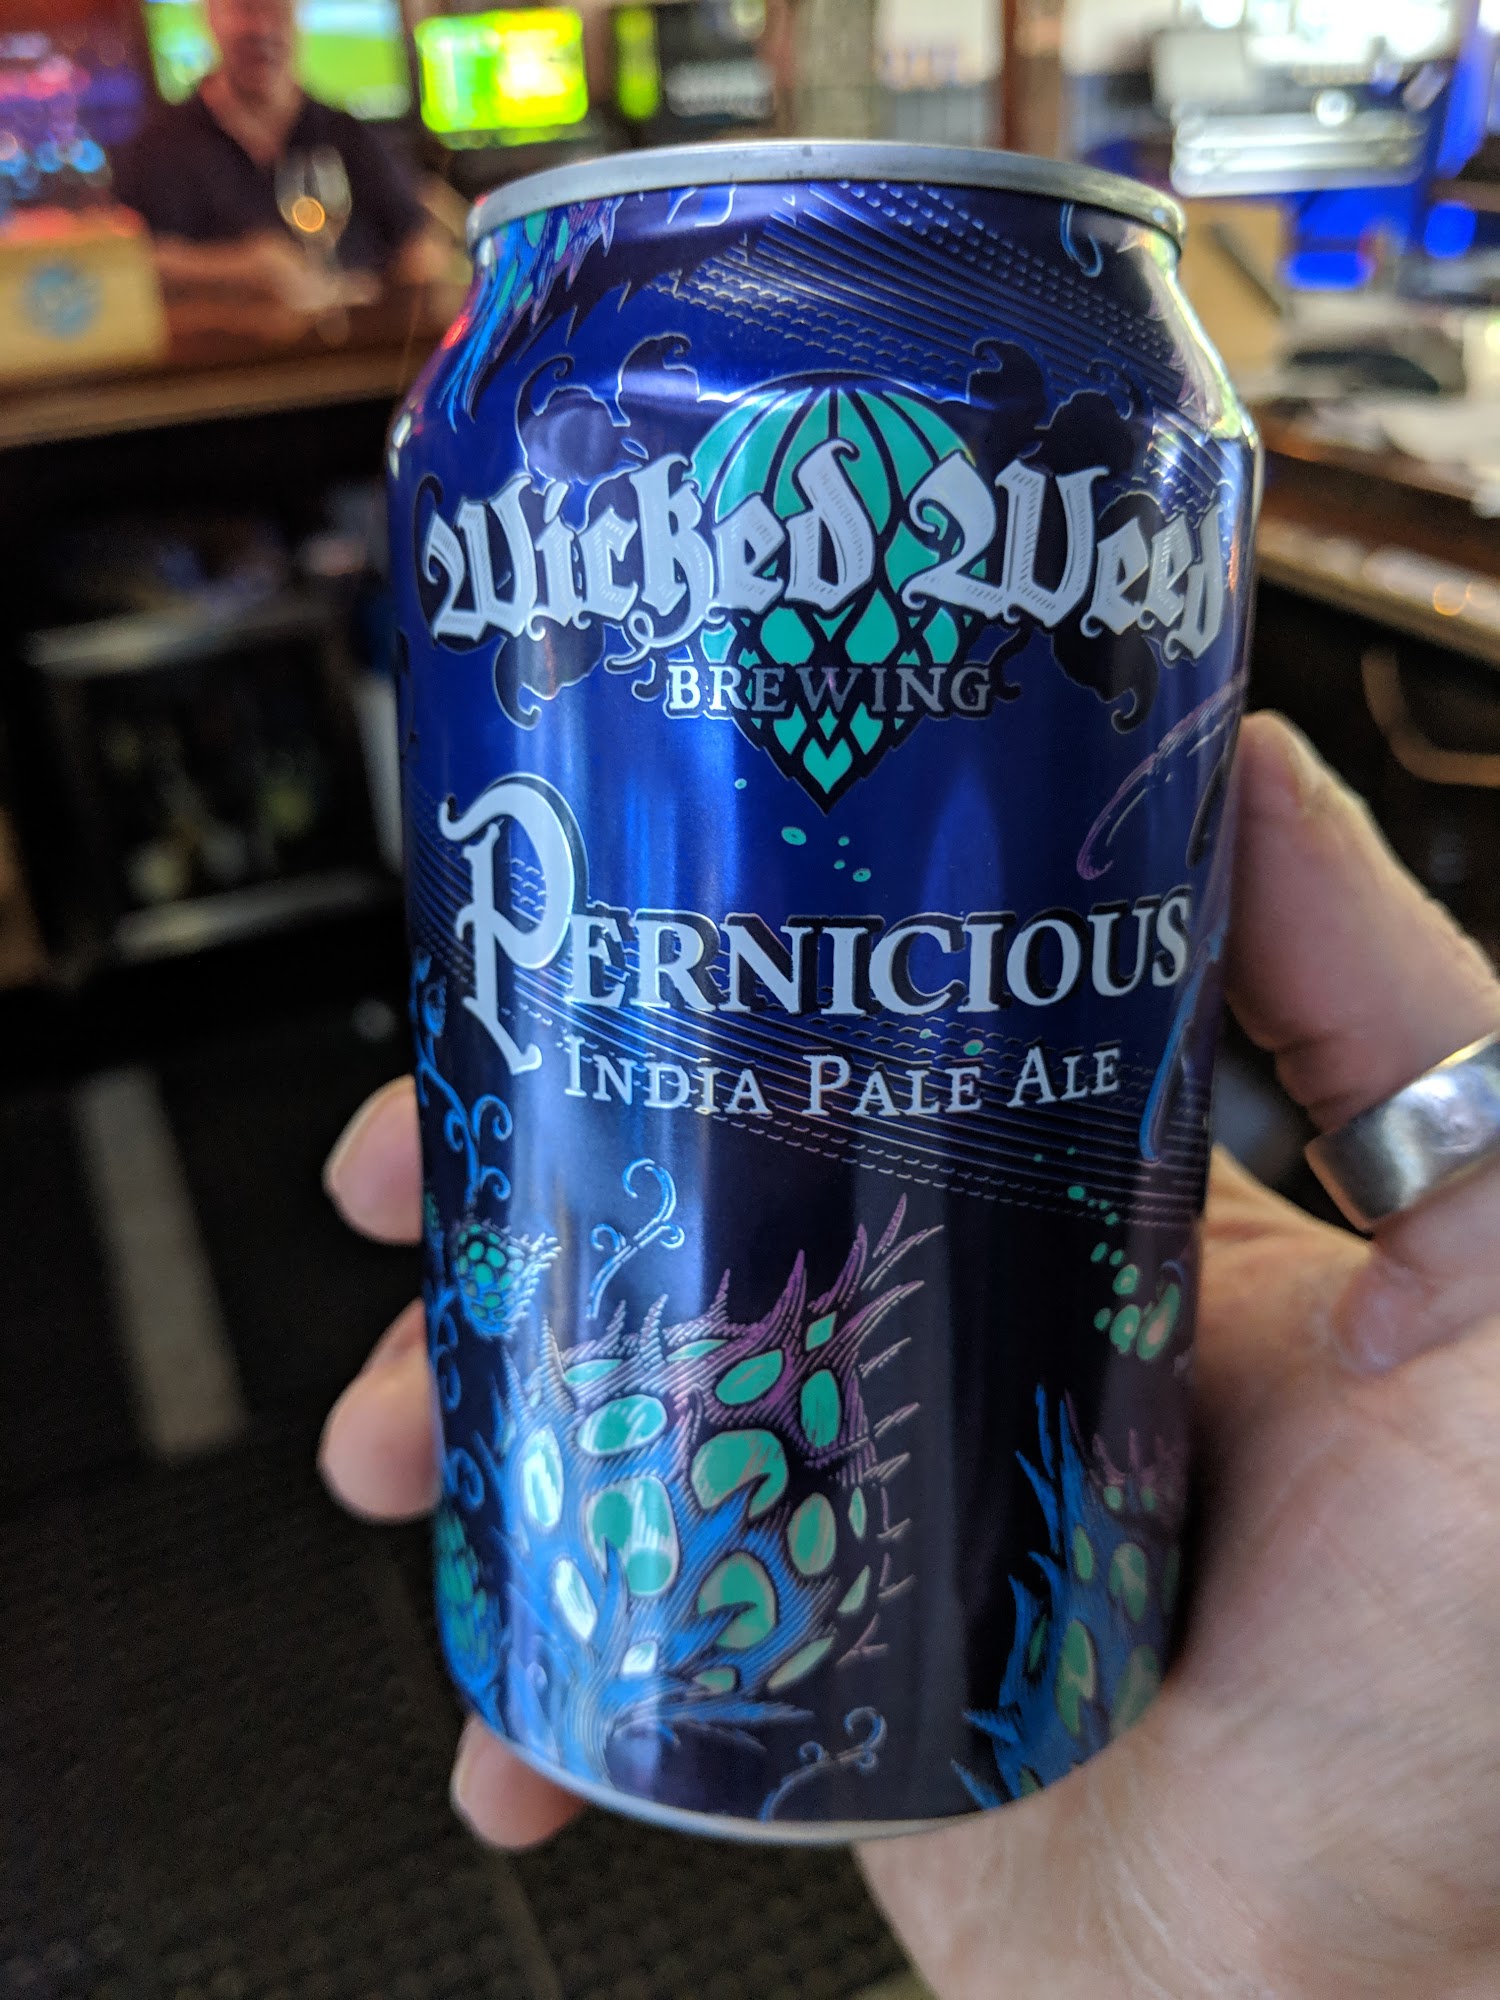 Wicked Weed
BREWING
PERNICIOUS
INDIA PALE ALE